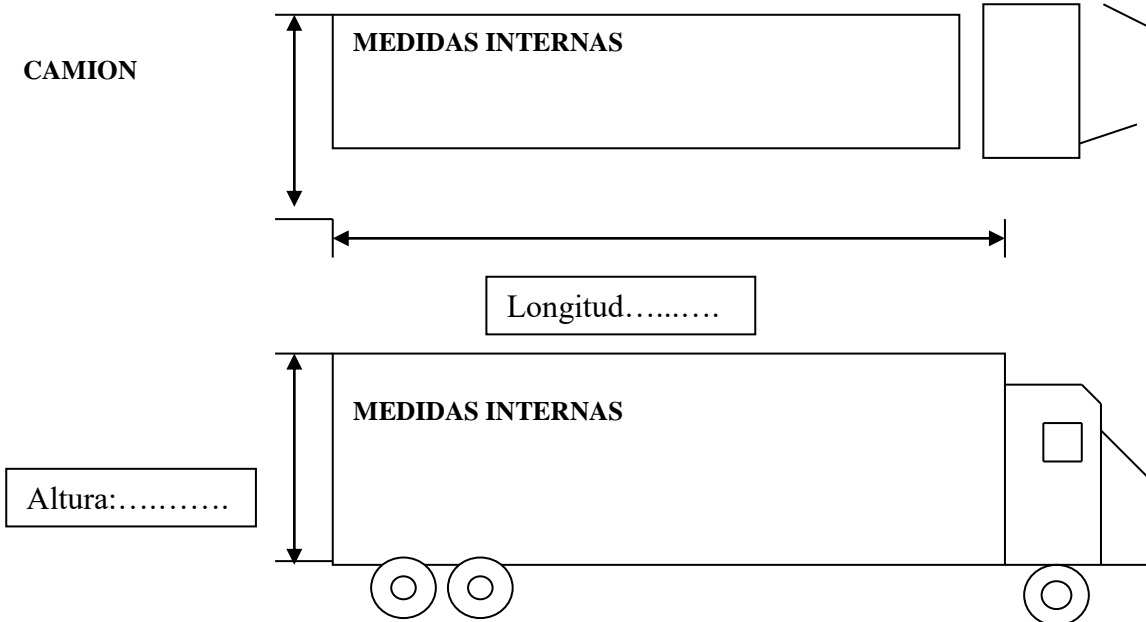 MEDIDAS INTERNAS
CAMION
Longitud…...….
MEDIDAS INTERNAS
Altura:….…….